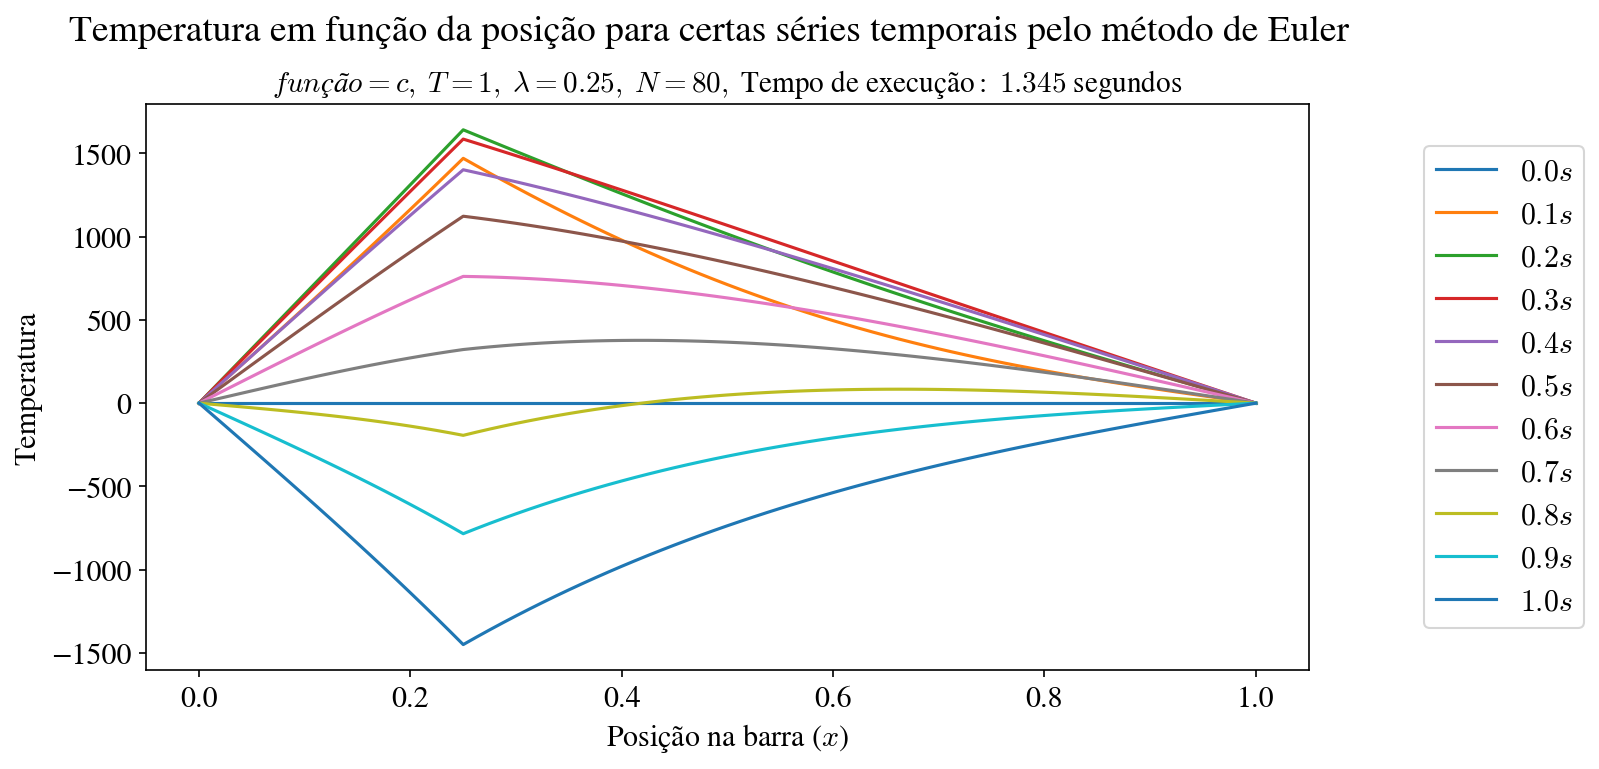 Temperatura em função da posição para certas séries temporais pelo método de Euler
função = c, T = 1, λ = 0.25, N = 80, Tempo de execução : 1.345 segundos
1500
1000
500
0
−500
−1000
−1500
Temperatura
0.0
0.2
0.4
0.6
0.8
1.0
Posição na barra (x)
0.0s
0.1s
0.2s
0.3s
0.4s
0.5s
0.6s
0.7s
0.8s
0.9s
1.0s